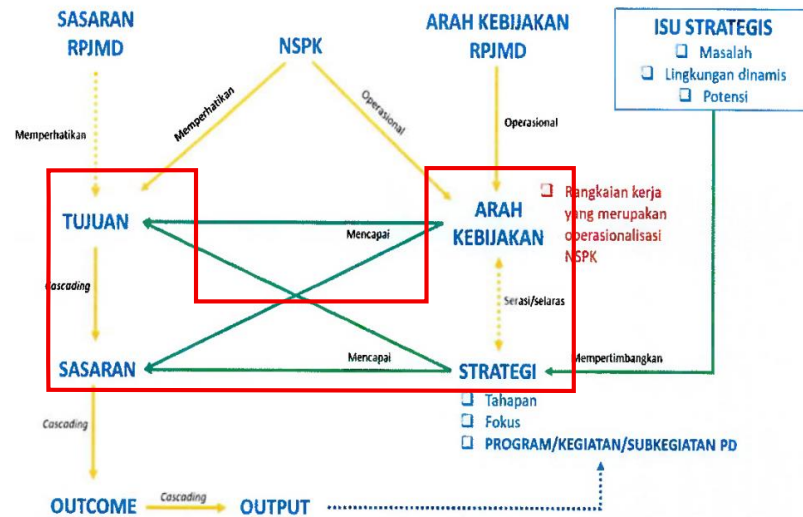 SASARAN
RPJMD
NSPK
ARAH KEBIJAKAN
RPJMD
ISU STRATEGIS
Masalah
Lingkungan dinamis
Potensi
Memperhatikan
Memperhatikan
Operasional
Operasional
TUJUAN
Mencapai
ARAH
KEBIJAKAN
Rangkaian kerja
yang merupakan
operasionalisasi
NSPK
Cascading
Serasi/selaras
SASARAN
Mencapai
STRATEGI
Mempertimbangkan
Tahapan
Fokus
PROGRAM/KEGIATAN/SUBKEGIATAN PD
Cascading
OUTCOME
Cascading
OUTPUT